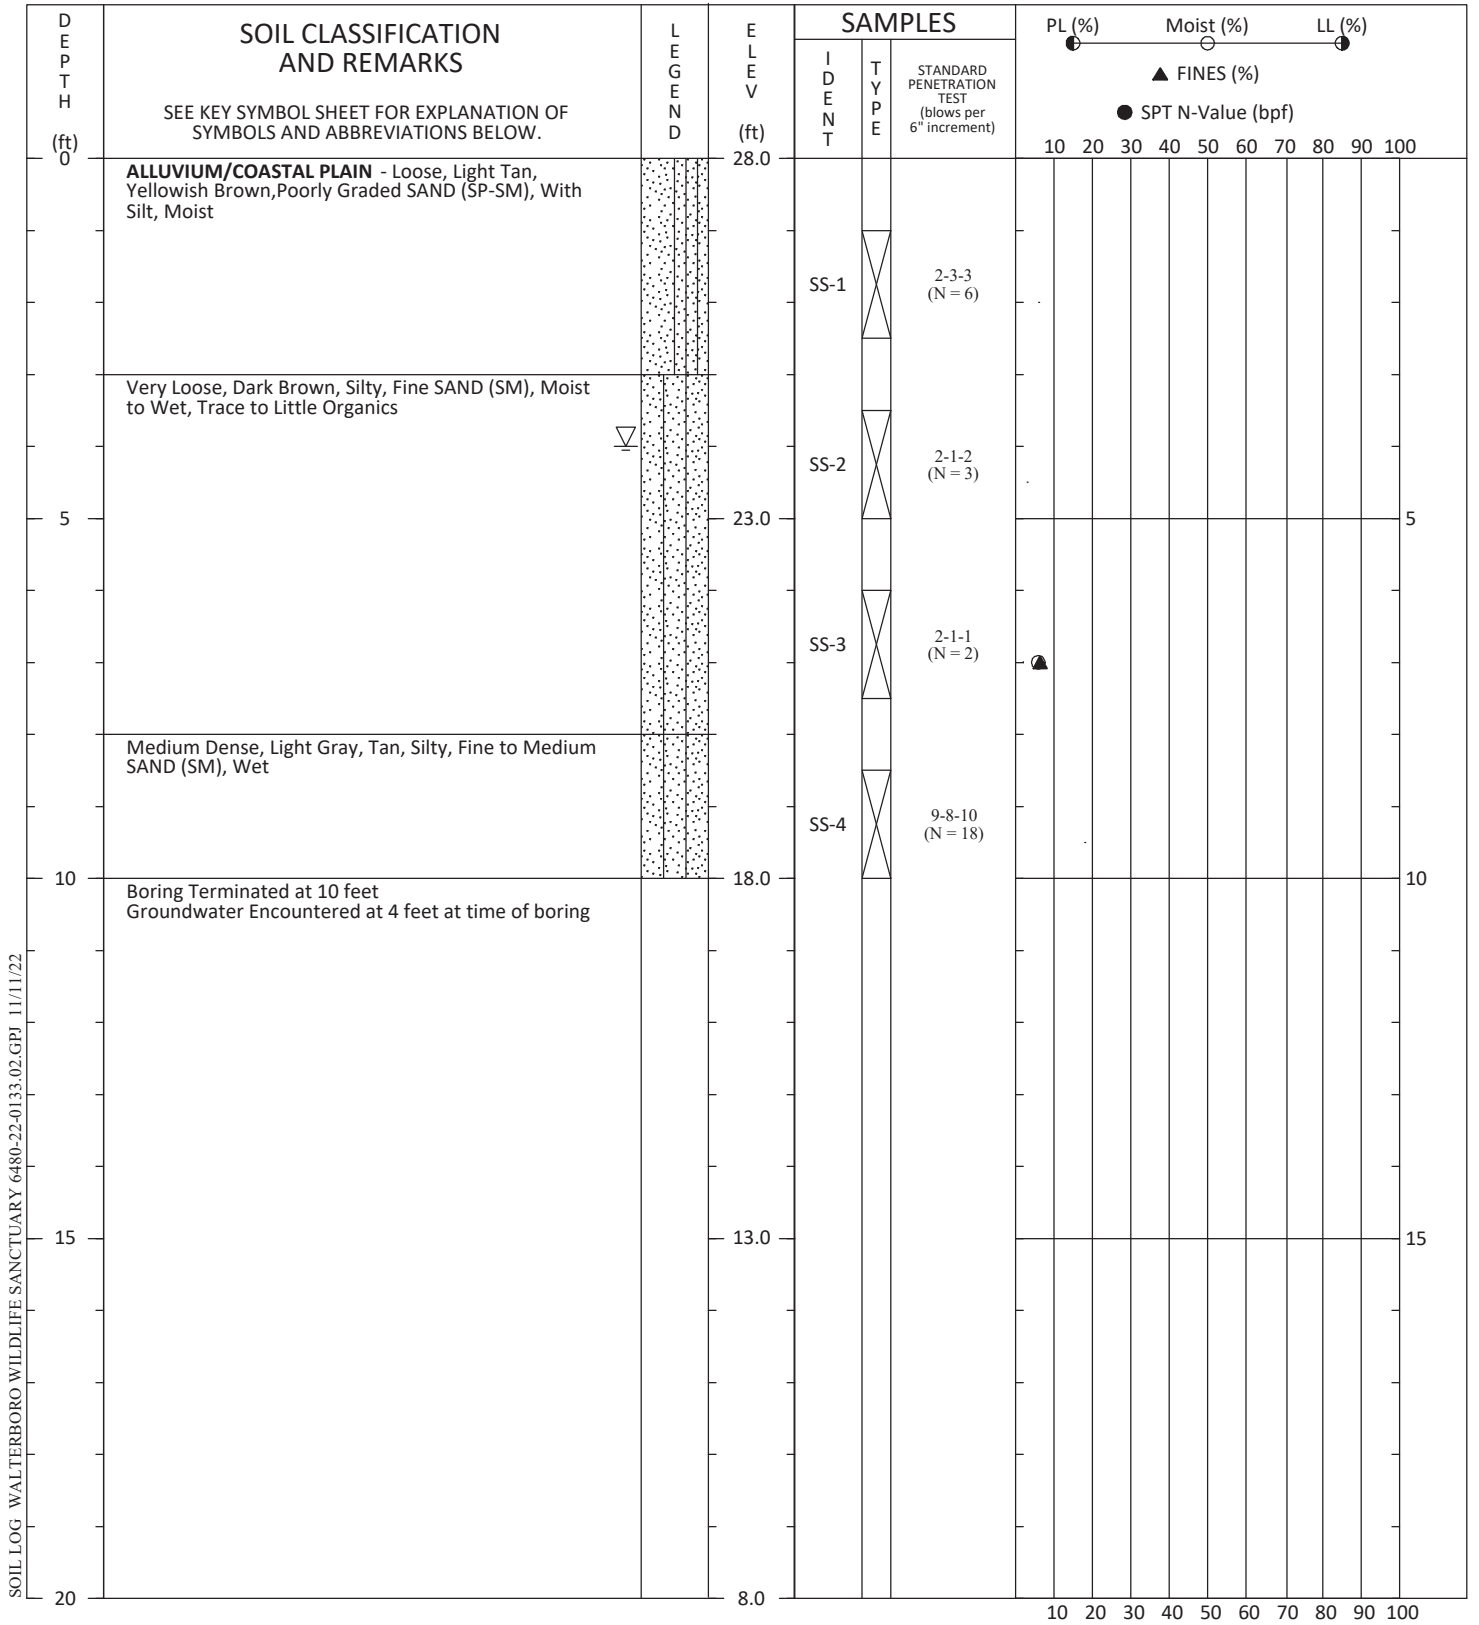 DEPTH
(ft)
SOIL CLASSIFICATION
AND REMARKS
SEE KEY SYMBOL SHEET FOR EXPLANATION OF
SYMBOLS AND ABBREVIATIONS BELOW.
LEGEND
ELEV
(ft)
SAMPLES
IDENT
TYPE
STANDARD
PENETRATION
TEST
(blows per
6" increment)
PL (%) Moist (%) LL (%)
FINES (%)
SPT N-Value (bpf)
10 20 30 40 50 60 70 80 90 100
0
28.0
ALLUVIUM/COASTAL PLAIN - Loose, Light Tan,
Yellowish Brown,Poorly Graded SAND (SP-SM), With
Silt, Moist
SS-1
2-3-3
(N = 6)
Very Loose, Dark Brown, Silty, Fine SAND (SM), Moist
to Wet, Trace to Little Organics
SS-2
2-1-2
(N = 3)
5
23.0
5
SS-3
2-1-1
(N = 2)
Medium Dense, Light Gray, Tan, Silty, Fine to Medium
SAND (SM), Wet
SS-4
9-8-10
(N = 18)
10
18.0
10
Boring Terminated at 10 feet
Groundwater Encountered at 4 feet at time of boring
15
13.0
15
20
8.0
10 20 30 40 50 60 70 80 90 100
SOIL LOG WALTERBORO WILDLIFE SANCTUARY 6480-22-0133.02.GPJ 11/11/22